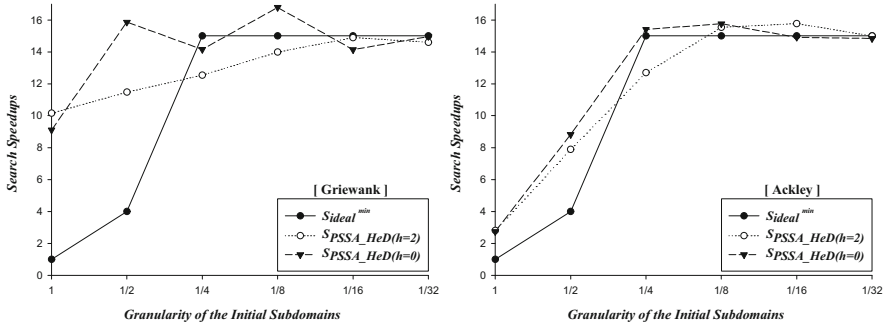 16
14
12
10
8
6
4
2
0
Search Speedups
[ Griewank ]
Sideal min
SPSSA_HeD(h=2)
SPSSA_HeD(h=0)
1 1/2 1/4 1/8 1/16 1/32
Granularity of the Initial Subdomains
16
14
12
10
8
6
4
2
0
Search Speedups
[ Ackley ]
Sideal min
SPSSA_HeD(h=2)
SPSSA_HeD(h=0)
1 1/2 1/4 1/8 1/16 1/32
Granularity of the Initial Subdomains